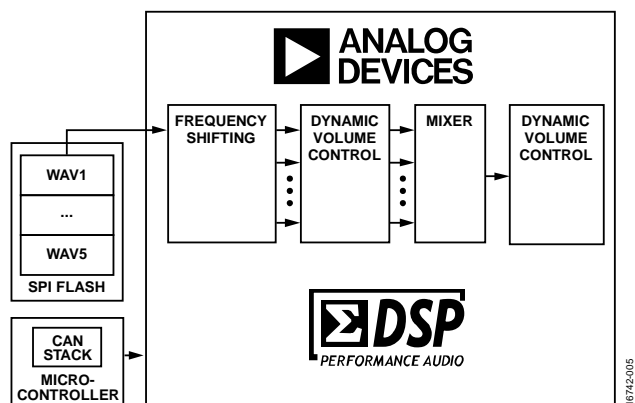 ANALOG
DEVICES
FREQUENCY
SHIFTING
DYNAMIC
VOLUME
CONTROL
MIXER
DYNAMIC
VOLUME
CONTROL
WAV1
...
WAV5
SPI FLASH
CAN
STACK
MICRO-
CONTROLLER
ΣDSP
PERFORMANCE AUDIO
16742-005